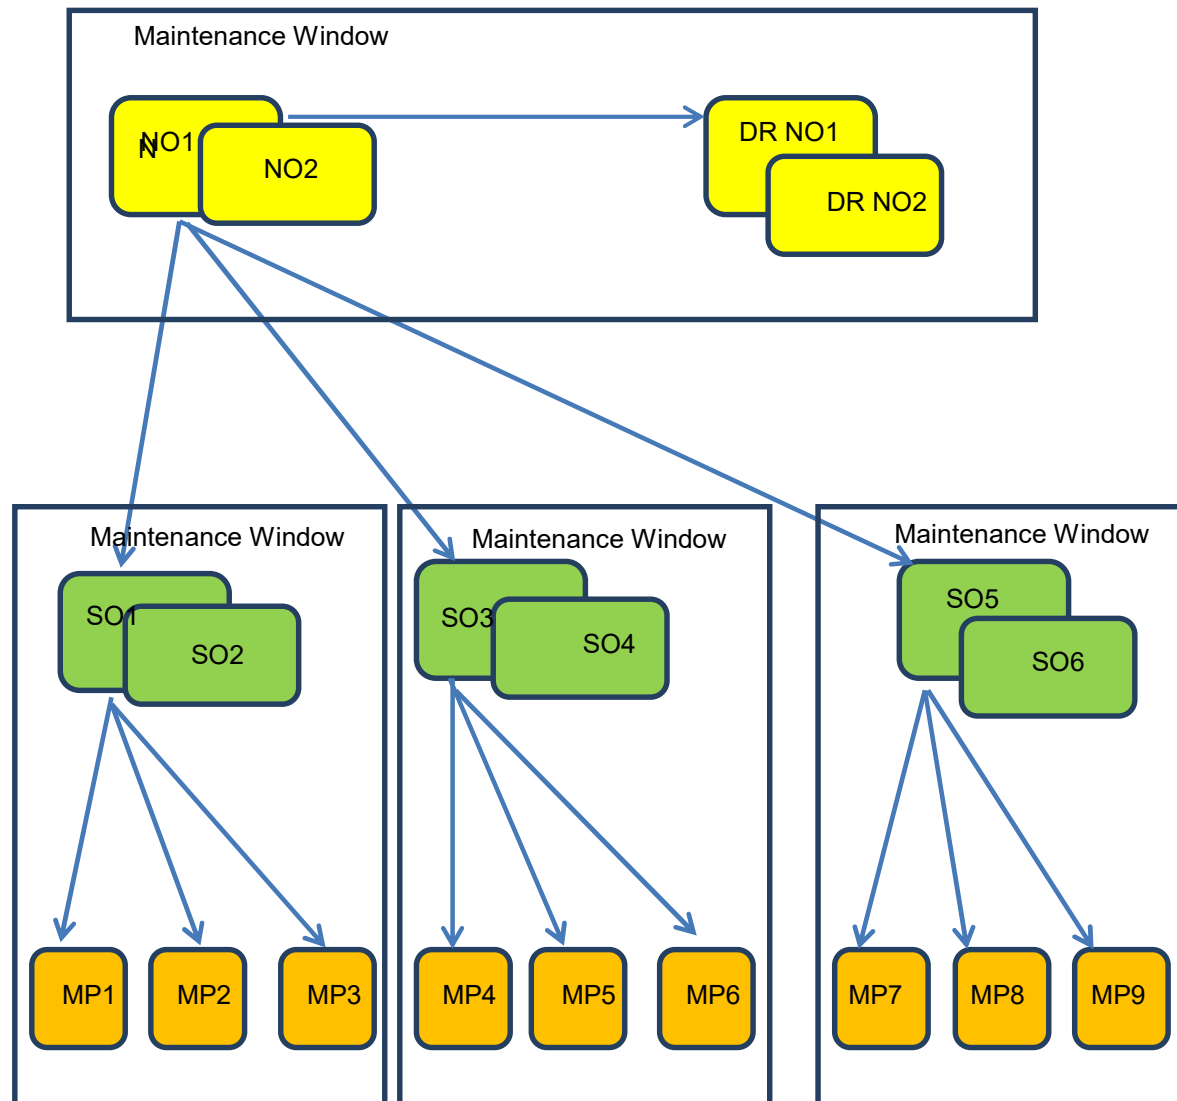 Maintenance Window
NO1
N
NO2
DR NO1
DR NO2
Maintenance Window
Maintenance Window
Maintenance Window
SO1
SO2
SO3
SO4
SO5
SO6
MP1
MP2
MP3
MP4
MP5
MP6
MP7
MP8
MP9